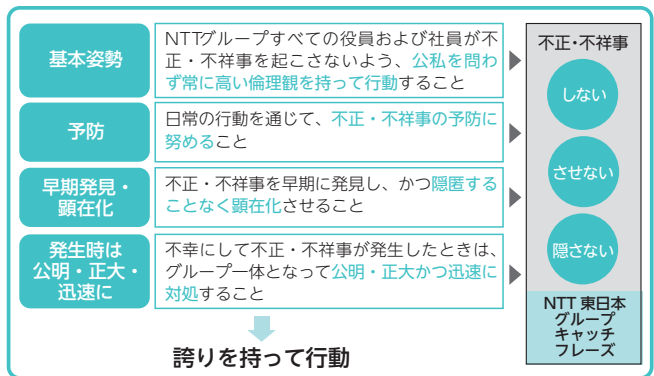 基本姿勢
NTTグループすべての役員および社員が不
正・不祥事を起こさないよう、公私を問わ
ず常に高い倫理観を持って行動すること
予防
日常の行動を通じて、不正・不祥事の予防に
努めること
早期発見・
顕在化
不正・不祥事を早期に発見し、かつ隠匿する
ことなく顕在化させること
発生時は
公明・正大・
迅速に
不幸にして不正・不祥事が発生したときは、
グループ一体となって公明・正大かつ迅速に
対処すること
誇りを持って行動
不正・不祥事
しない
させない
隠さない
NTT 東日本
グループ
キャッチ
フレーズ